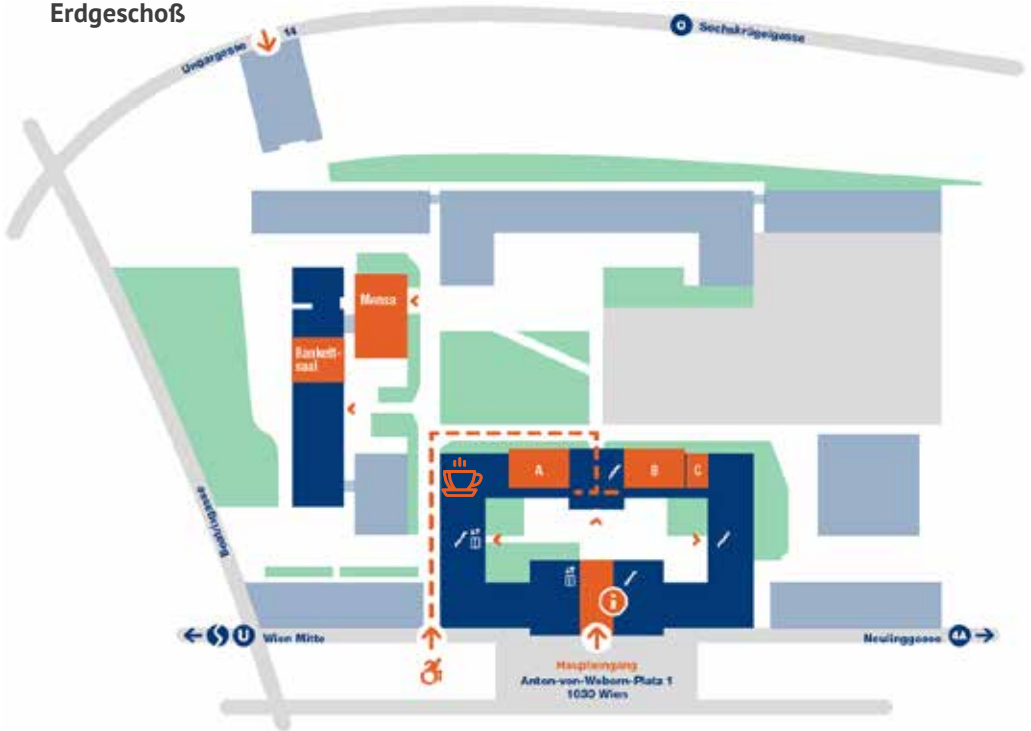 Erdgeschoß
Ungargasse
14
O
Sechskrügelgasse
Mensa
Bankett-
saal
A
B
C
Beatrixgasse
i
U
Wien Mitte
Neulinggasse
4A
Haupteingang
Anton-von-Webern-Platz 1
1030 Wien